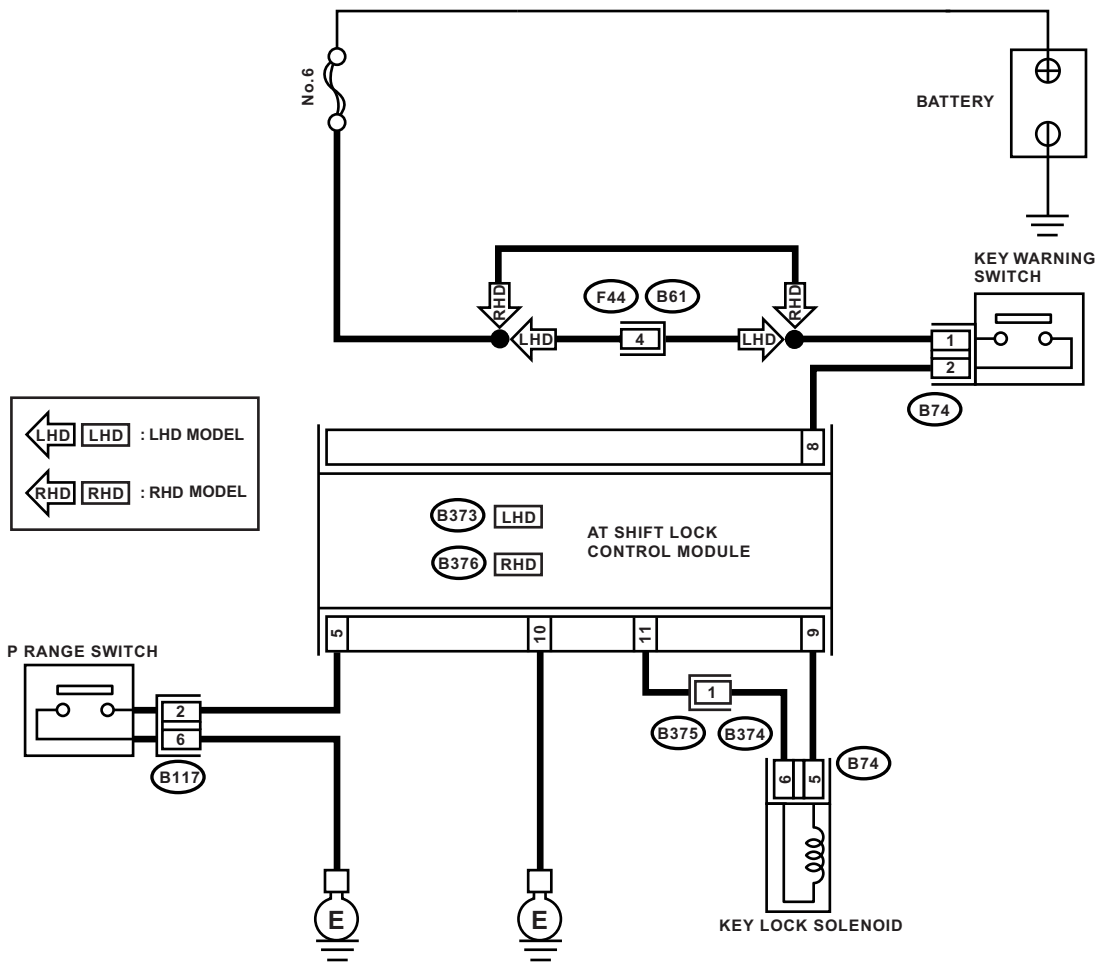 No.6
BATTERY
KEY WARNING
SWITCH
RHD
RHD
F44
B61
LHD
4
LHD
1
2
B74
8
LHD
LHD
: LHD MODEL
RHD
RHD
: RHD MODEL
B373
LHD
B376
RHD
AT SHIFT LOCK
CONTROL MODULE
5
10
11
9
P RANGE SWITCH
2
6
B117
1
B375
B374
B74
6
5
E
E
KEY LOCK SOLENOID